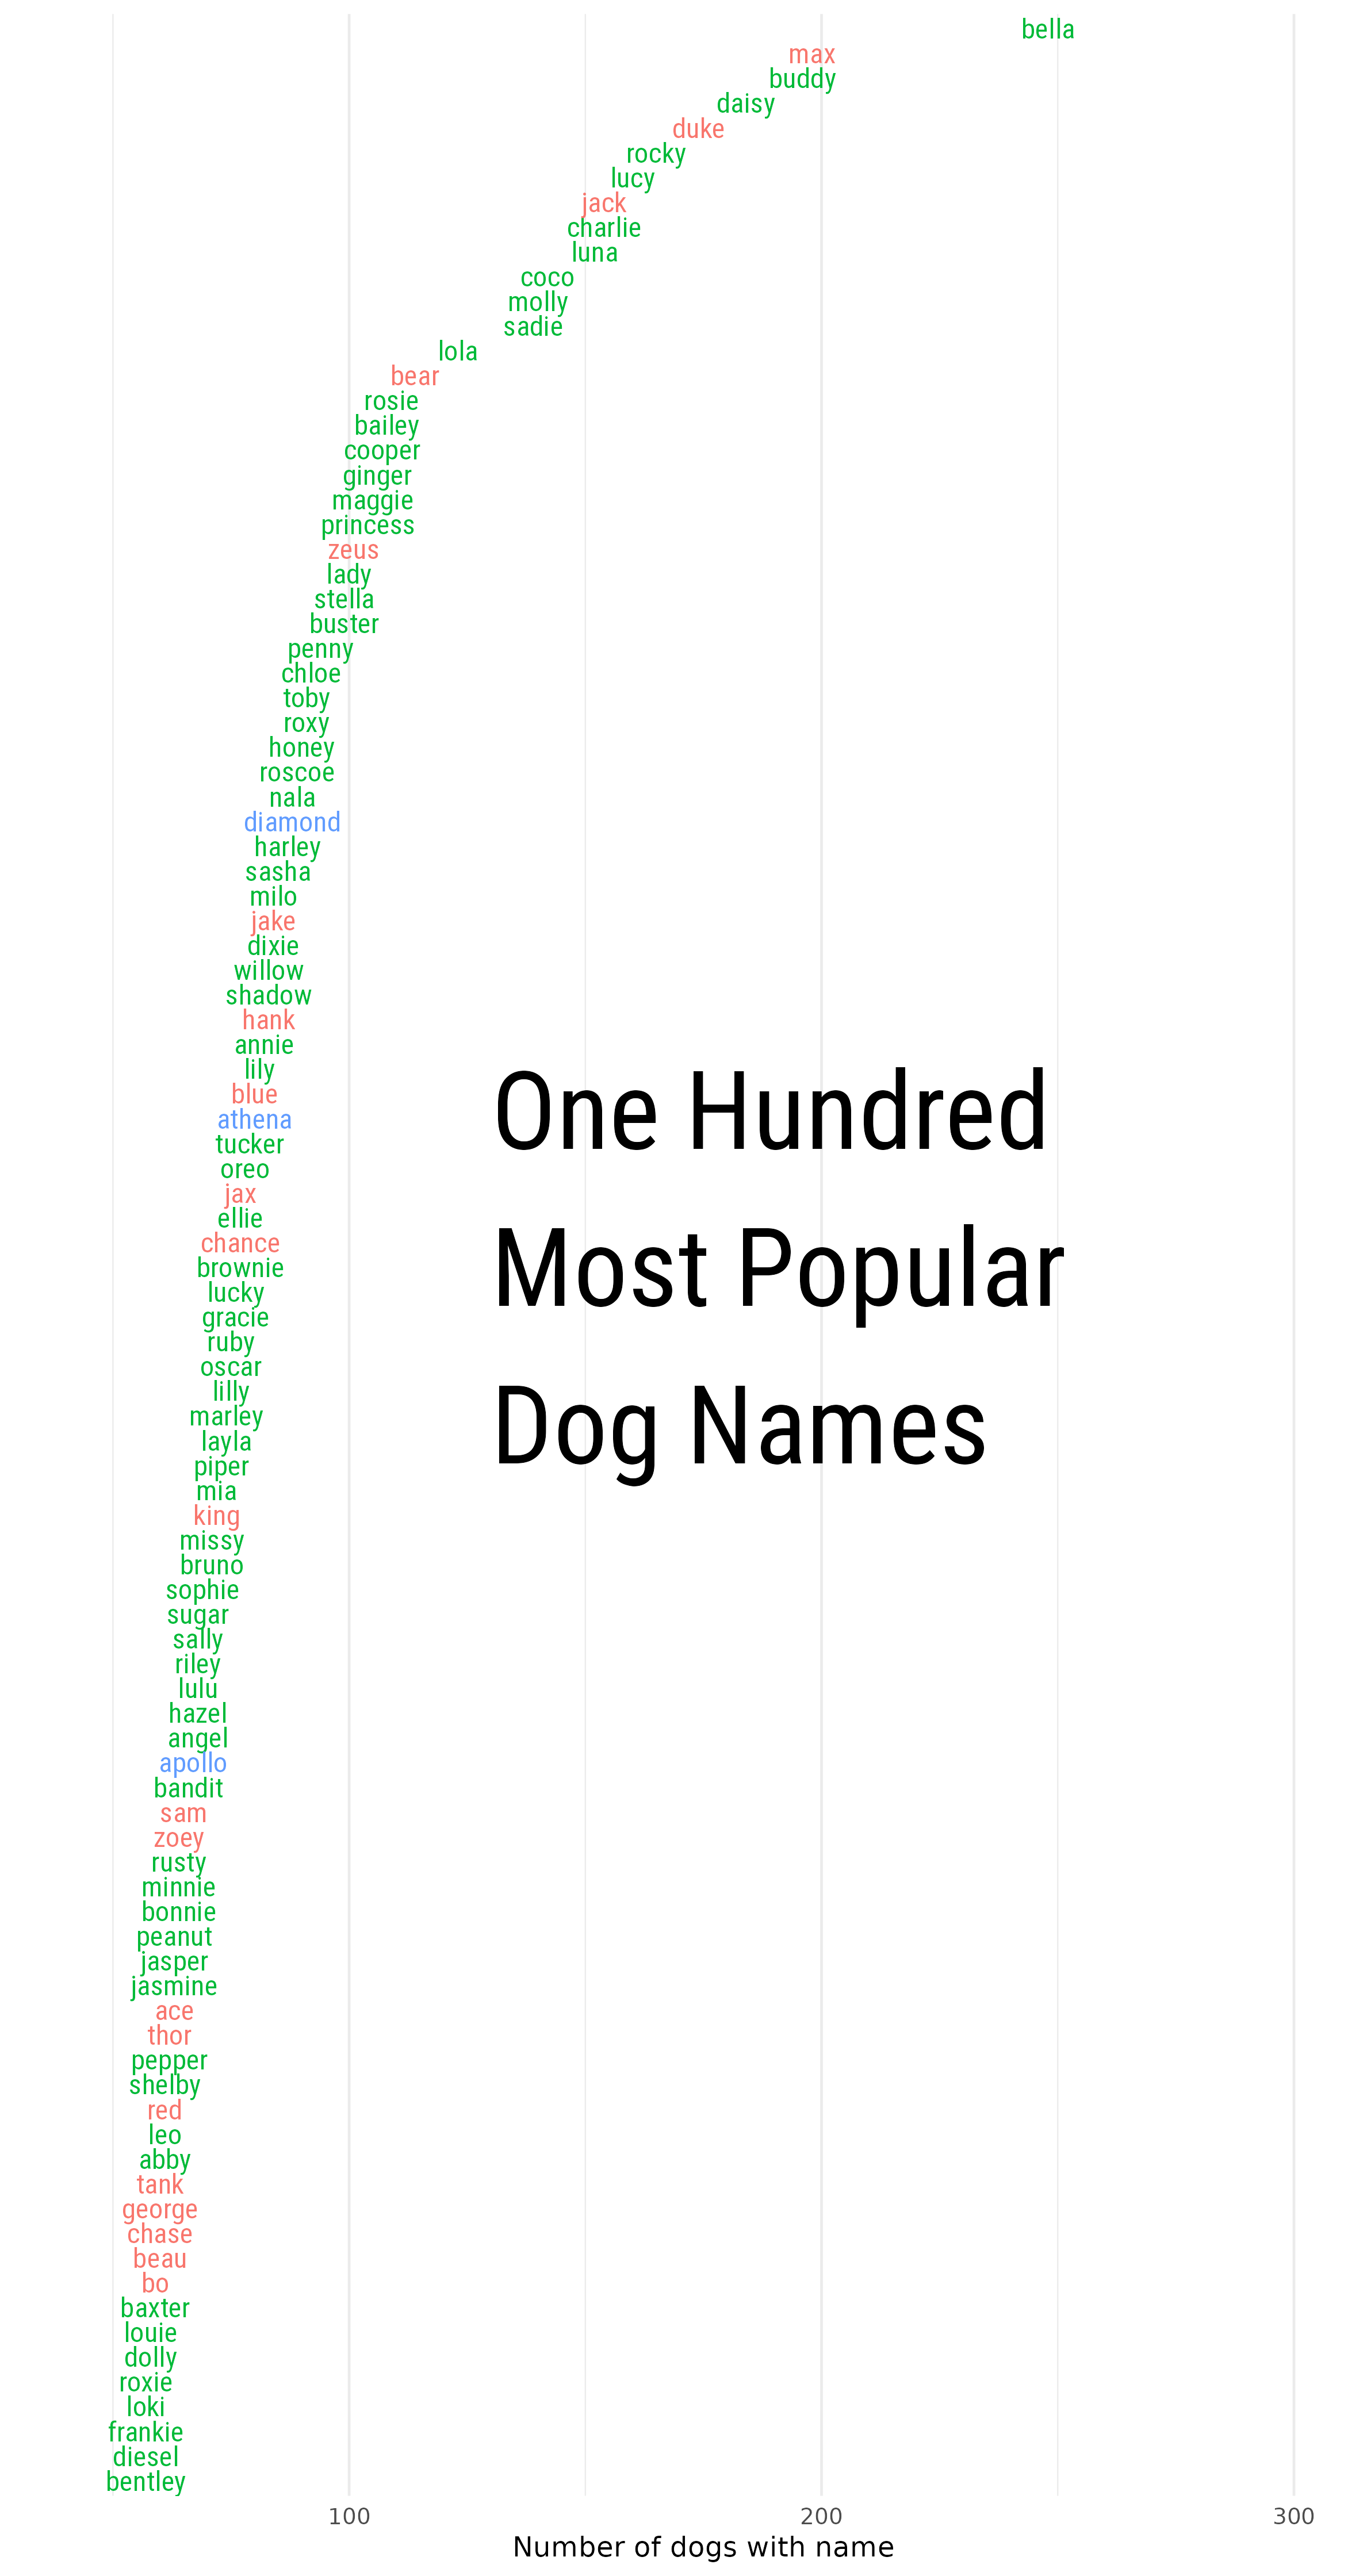 bella
max
buddy
daisy
duke
rocky
lucy
jack
charlie
luna
coco
molly
sadie
lola
bear
rosie
bailey
cooper
ginger
maggie
princess
zeus
lady
stella
buster
penny
chloe
toby
roxy
honey
roscoe
nala
diamond
harley
sasha
milo
jake
dixie
willow
shadow
hank
annie
lily
blue
athena
tucker
oreo
jax
ellie
chance
brownie
lucky
gracie
ruby
oscar
lilly
marley
layla
piper
mia
king
missy
bruno
sophie
sugar
sally
riley
lulu
hazel
angel
apollo
bandit
sam
zoey
rusty
minnie
bonnie
peanut
jasper
jasmine
ace
thor
pepper
shelby
red
leo
abby
tank
george
chase
beau
bo
baxter
louie
dolly
roxie
loki
frankie
diesel
bentley
One Hundred
Most Popular
Dog Names
100 200 300
Number of dogs with name